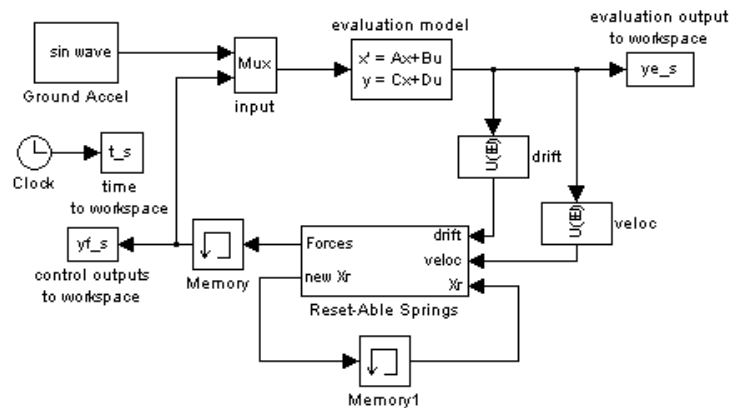 evaluation output
to workspace
evaluation model
sin wave
Mux
x' = Ax+Bu
y = Cx+Du
ye_s
Ground Accel
input
U(E)
drift
t_s
Clock
time
to workspace
U(E)
veloc
yf_s
control outputs
to workspace
Memory
Forces
new Xr
drift
veloc
Xr
Reset-Able Springs
Memory1